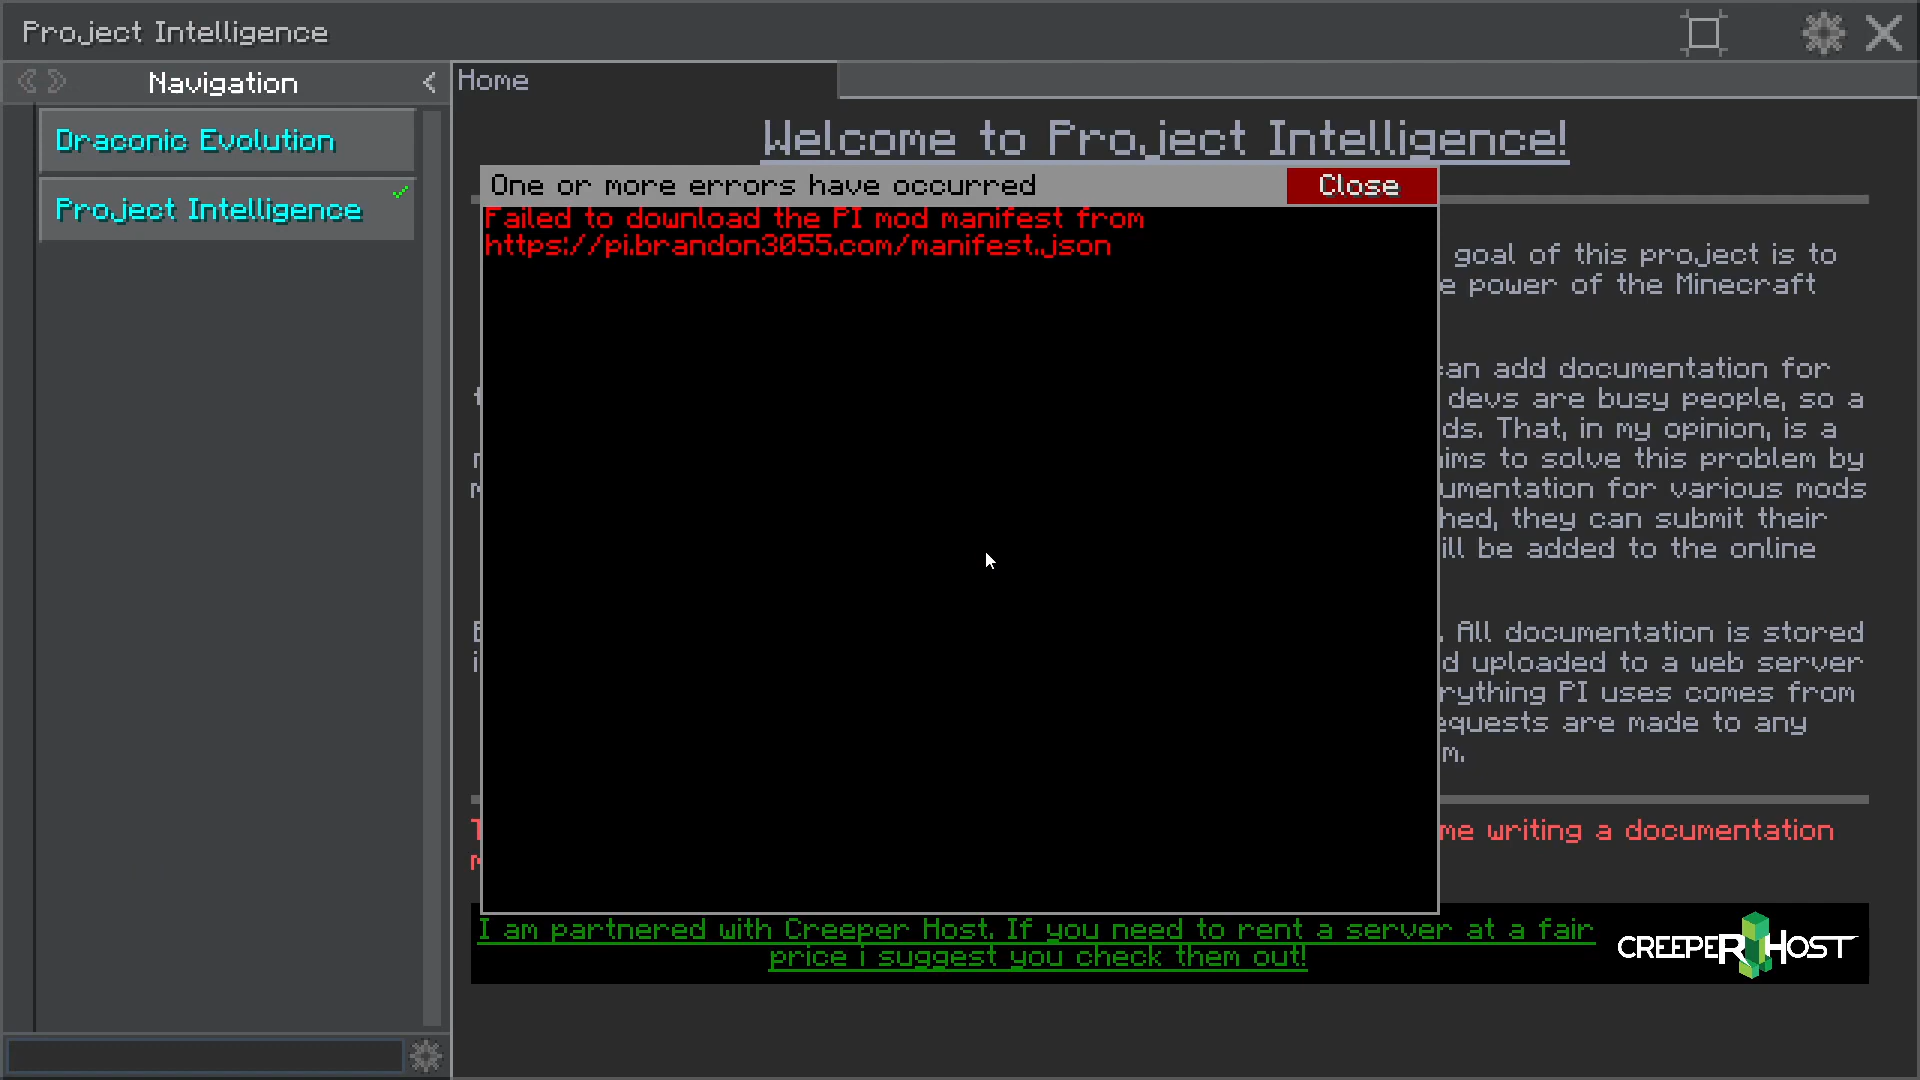 Project Intelligence
Navigation
Home
Draconic Evolution
Project Intelligence
Welcome to Project Intelligence!
One or more errors have occurred
Close
Failed to download the PI mod manifest from
https://pi.brandon3055.com/manifest.json
goal of this project is to
e power of the Minecraft
an add documentation for
devs are busy people, so a
ds. That, in my opinion, is a
ims to solve this problem by
umentation for various mods
hed, they can submit their
ill be added to the online
. All documentation is stored
d uploaded to a web server
rything PI uses comes from
equests are made to any
m.
me writing a documentation
I am partnered with Creeper Host. If you need to rent a server at a fair
price i suggest you check them out!
CREEPER HOST